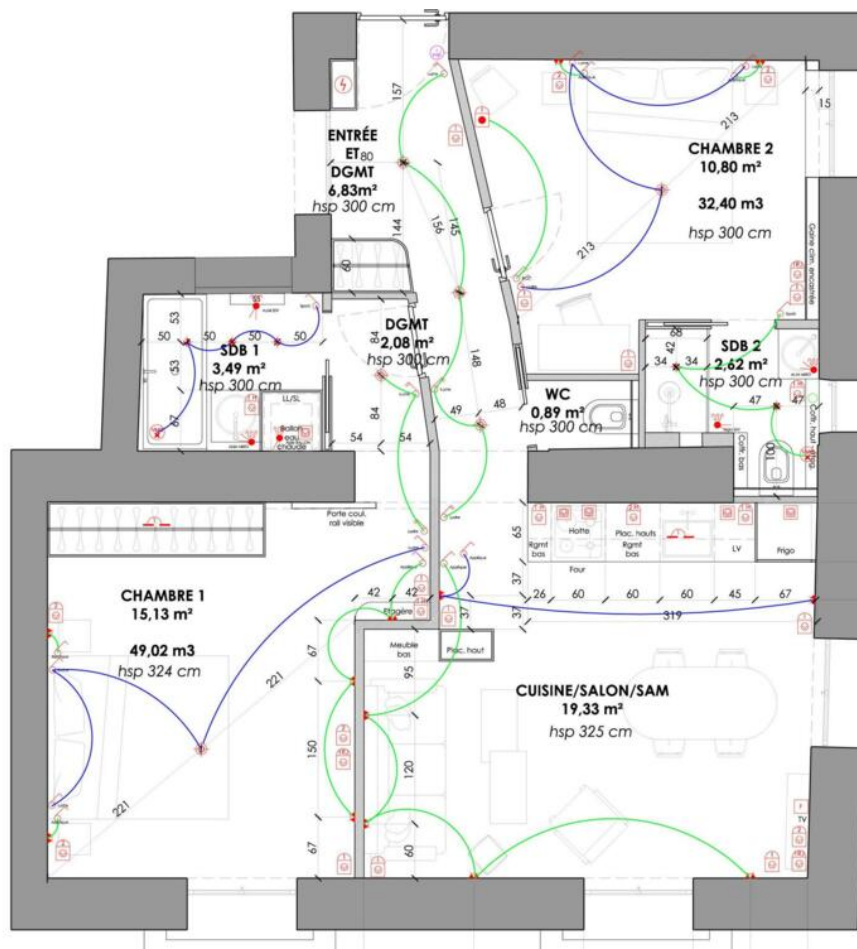 157
ENTRÉE
ET
DGMT
80
6,83m²
hsp 300 cm
144
156
145
60
CHAMBRE 2
10,80 m²
32,40 m3
hsp 300 cm
213
213
15
Gaine clim. encastrée
53
50
50
50
53
67
SDB 1
3,49 m²
hsp 300 cm
LL/SL
Ballon
eau
chaude
84
DGMT
2,08m²
hsp 300 cm
84
54
54
148
49
48
WC
0,89 m²
hsp 300 cm
68
42
34
34
SDB 2
2,62 m²
hsp 300 cm
47
47
100
Coffr. bas
Porte coul.
rail visible
65
Rgmt
bas
Hotte
Plac. hauts
Rgmt
bas
LV
Frigo
Four
37
26
60
60
60
45
67
37
37
319
CHAMBRE 1
15,13 m²
49,02 m3
hsp 324 cm
42
42
Etagère
67
221
150
221
67
Meuble
bas
Plac. haut
95
120
60
CUISINE/SALON/SAM
19,33 m²
hsp 325 cm
TV